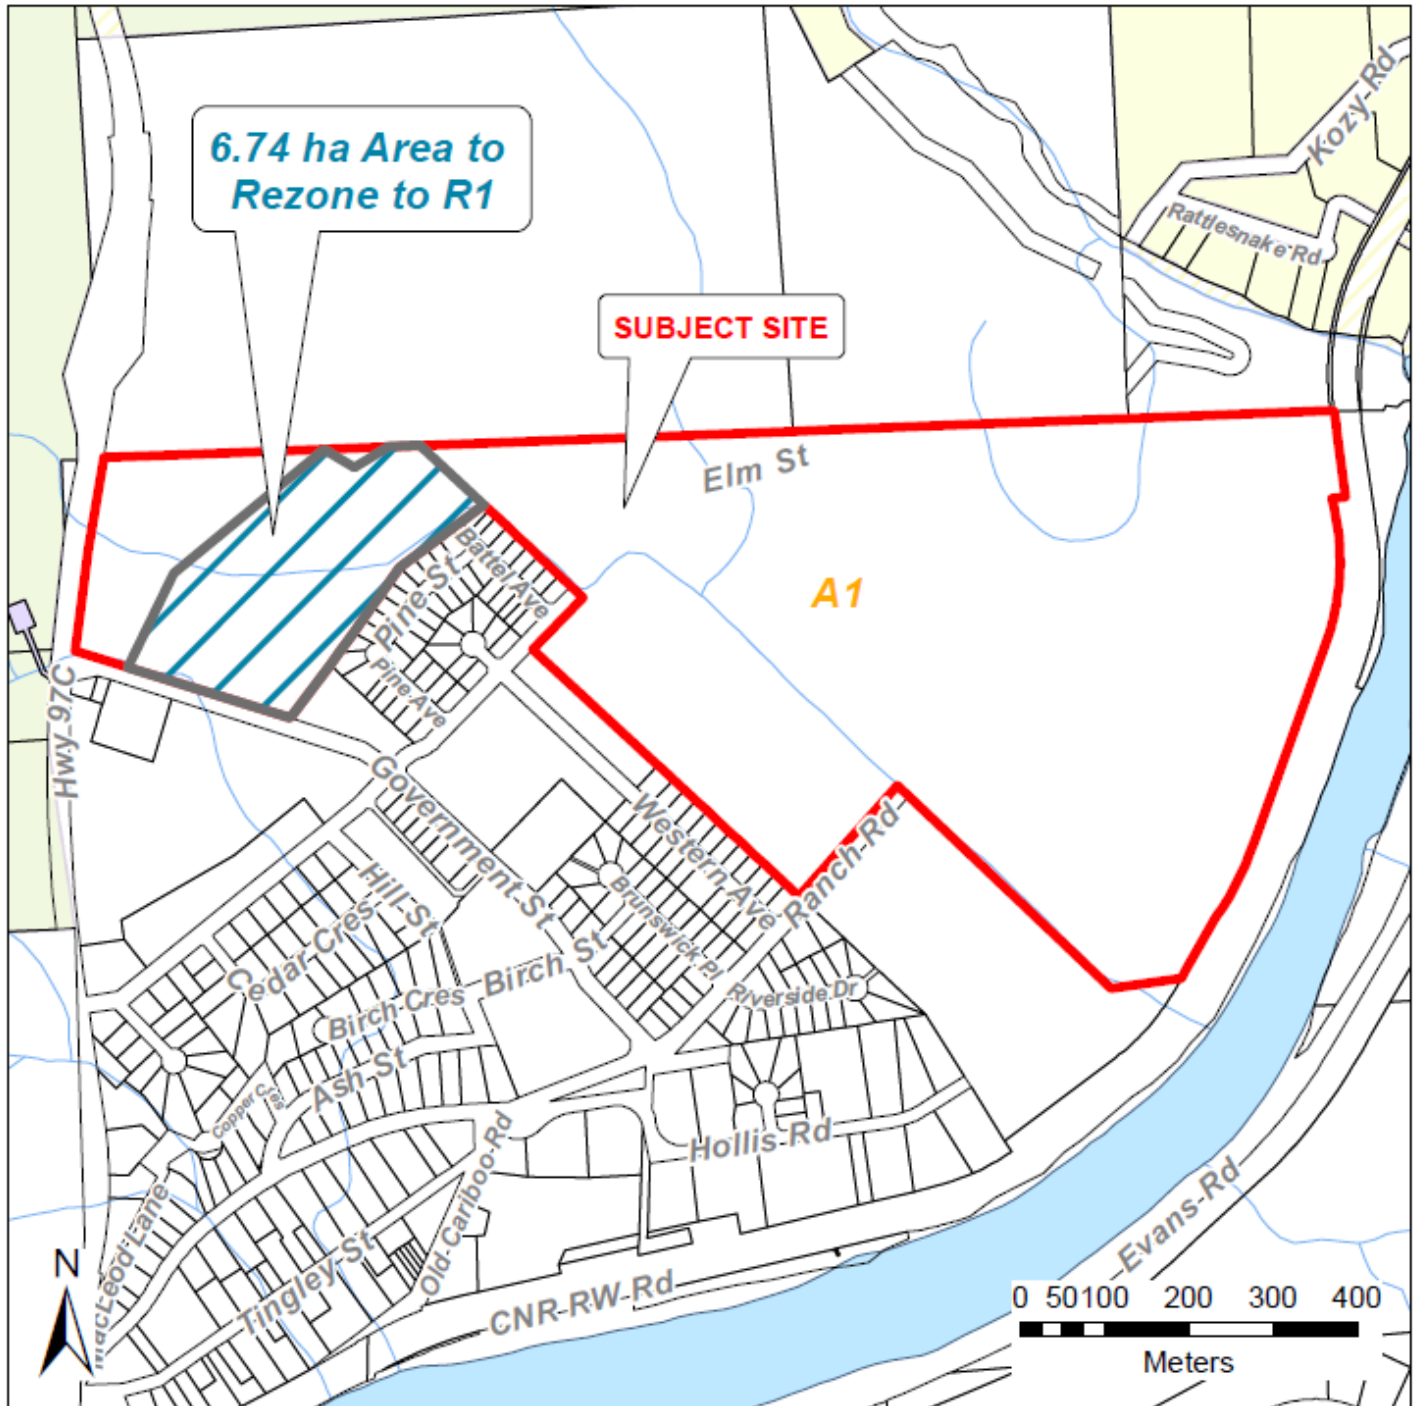 Kozy Rd
6.74 ha Area to
Rezone to R1
Rattlesnake Rd
SUBJECT SITE
Elm St
Battel Ave
A1
Pine St
Pine Ave
Hwy 97C
Government St
Western Ave
Ranch Rd
Hill St
Brunswick Pl
Cedar Cres
Birch St
Riverside Dr
Birch Cres
Ash St
Copper Cres
Hollis Rd
Old Cariboo Rd
MacLeod Lane
Evans Rd
Tingley St
N
CNR RW Rd
0 50 100 200 300 400
Meters